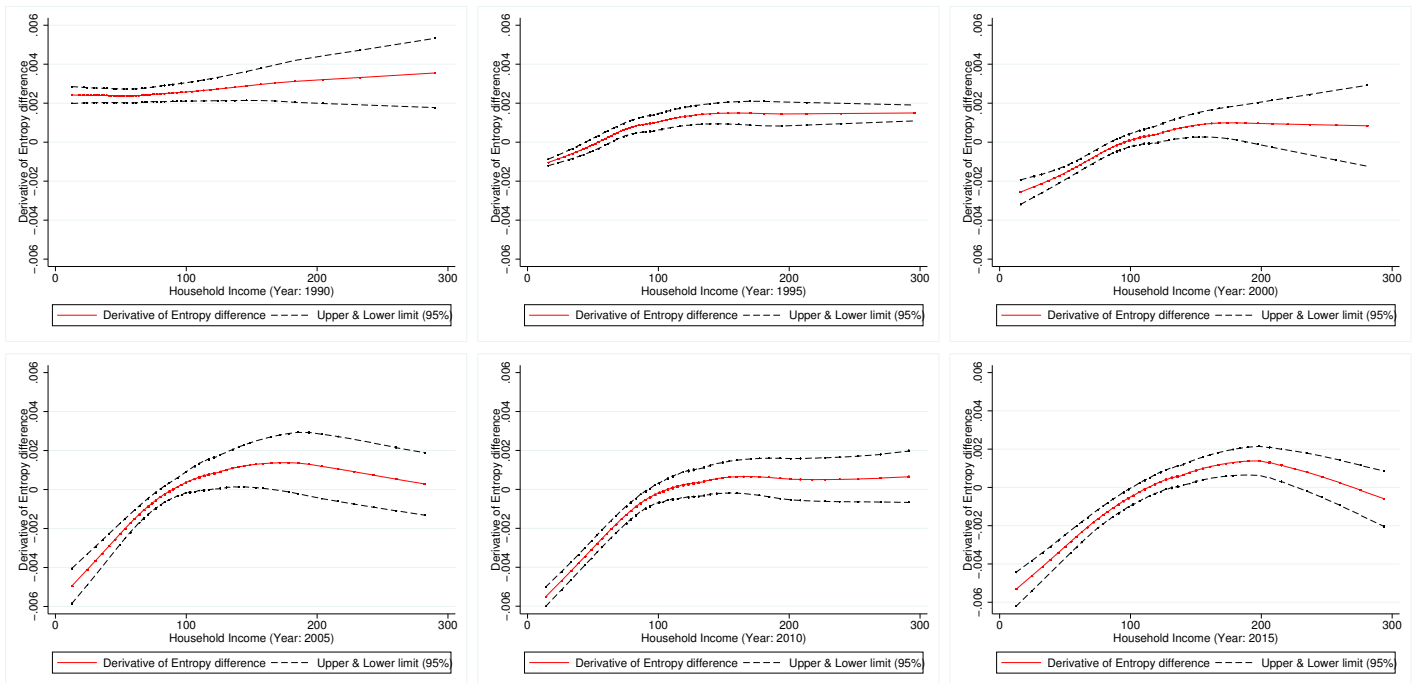 Derivative of Entropy difference
.006
.004
.002
0
-.002
-.004
-.006
0 100 200 300
Household Income (Year: 1990)
Derivative of Entropy difference Upper & Lower limit (95%)
Derivative of Entropy difference
.006
.004
.002
0
-.002
-.004
-.006
0 100 200 300
Household Income (Year: 1995)
Derivative of Entropy difference Upper & Lower limit (95%)
Derivative of Entropy difference
.006
.004
.002
0
-.002
-.004
-.006
0 100 200 300
Household Income (Year: 2000)
Derivative of Entropy difference Upper & Lower limit (95%)
Derivative of Entropy difference
.006
.004
.002
0
-.002
-.004
-.006
0 100 200 300
Household Income (Year: 2005)
Derivative of Entropy difference Upper & Lower limit (95%)
Derivative of Entropy difference
.006
.004
.002
0
-.002
-.004
-.006
0 100 200 300
Household Income (Year: 2010)
Derivative of Entropy difference Upper & Lower limit (95%)
Derivative of Entropy difference
.006
.004
.002
0
-.002
-.004
-.006
0 100 200 300
Household Income (Year: 2015)
Derivative of Entropy difference Upper & Lower limit (95%)